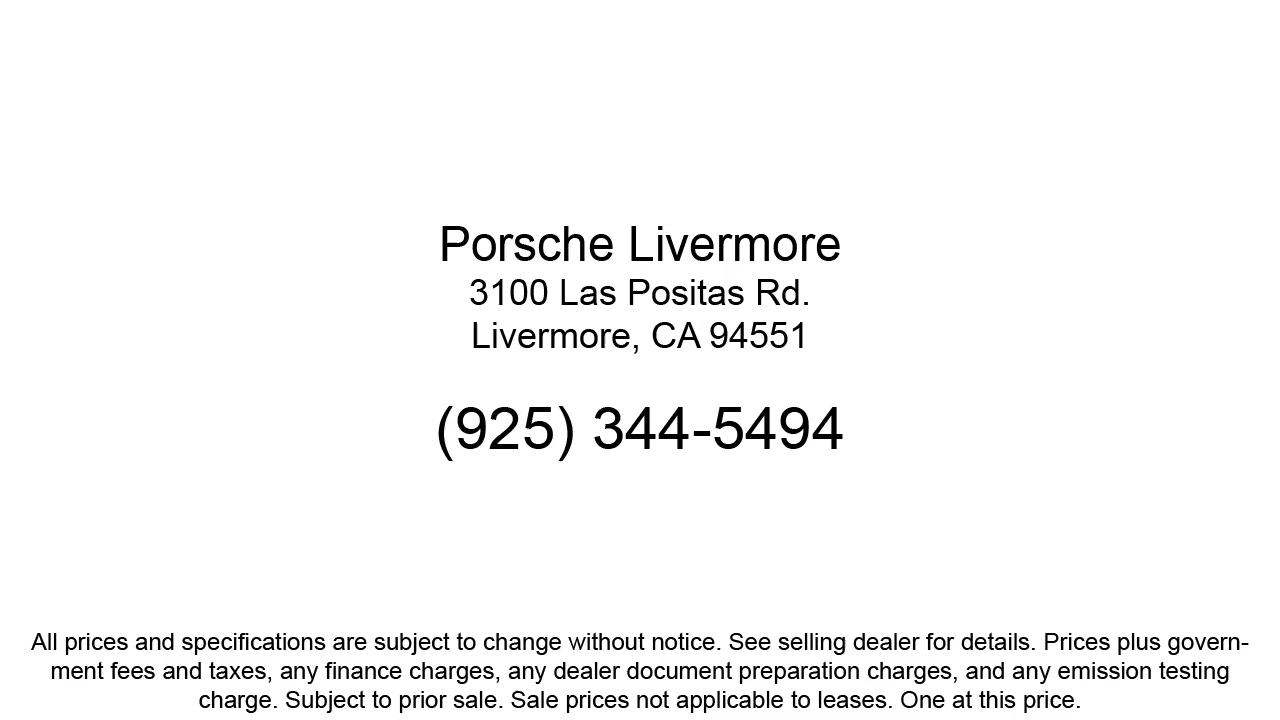 Porsche Livermore
3100 Las Positas Rd.
Livermore, CA 94551
(925) 344-5494
All prices and specifications are subject to change without notice. See selling dealer for details. Prices plus govern-
ment fees and taxes, any finance charges, any dealer document preparation charges, and any emission testing
charge. Subject to prior sale. Sale prices not applicable to leases. One at this price.